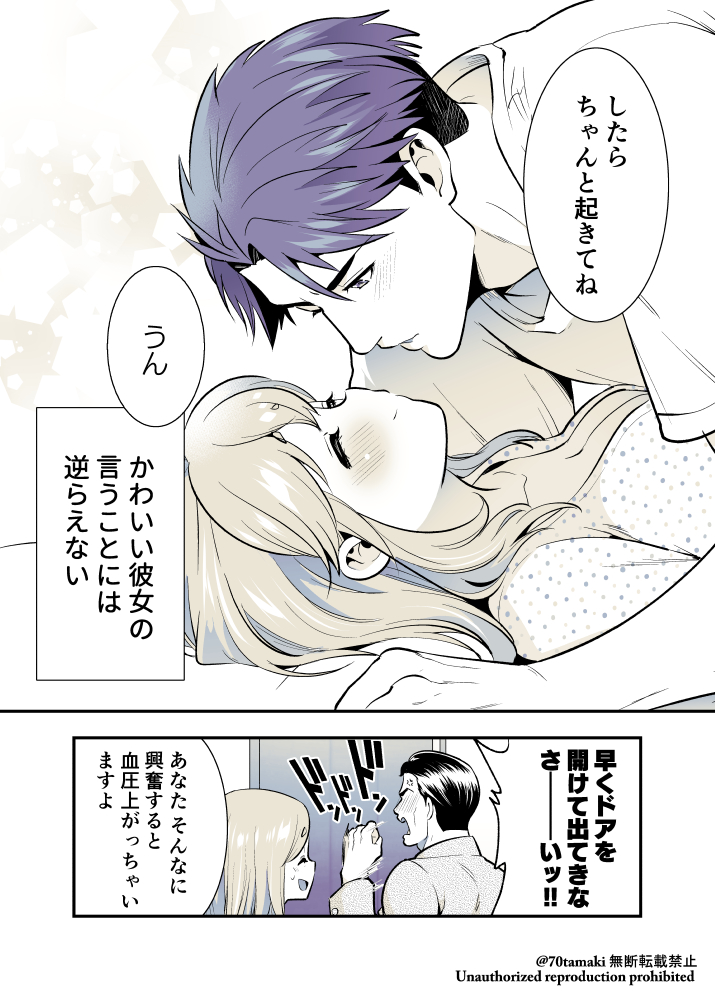 したら
ちゃんと起きてね
うん
かわいい彼女の
言うことには
逆らえない
早くドアを
開けて出てきな
さ――いッ!!
ドンドンドン
あなた そんなに
興奮すると
血圧上がっちゃい
ますよ
@70tamaki 無断転載禁止
Unauthorized reproduction prohibited